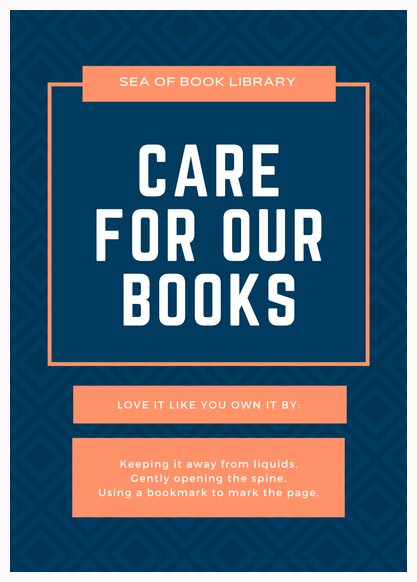 SEA OF BOOK LIBRARY
CARE
FOR OUR
BOOKS
LOVE IT LIKE YOU OWN IT BY:
Keeping it away from liquids.
Gently opening the spine.
Using a bookmark to mark the page.